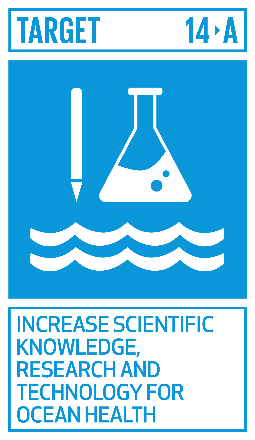 TARGET 14▸A
INCREASE SCIENTIFIC
KNOWLEDGE,
RESEARCH AND
TECHNOLOGY FOR
OCEAN HEALTH